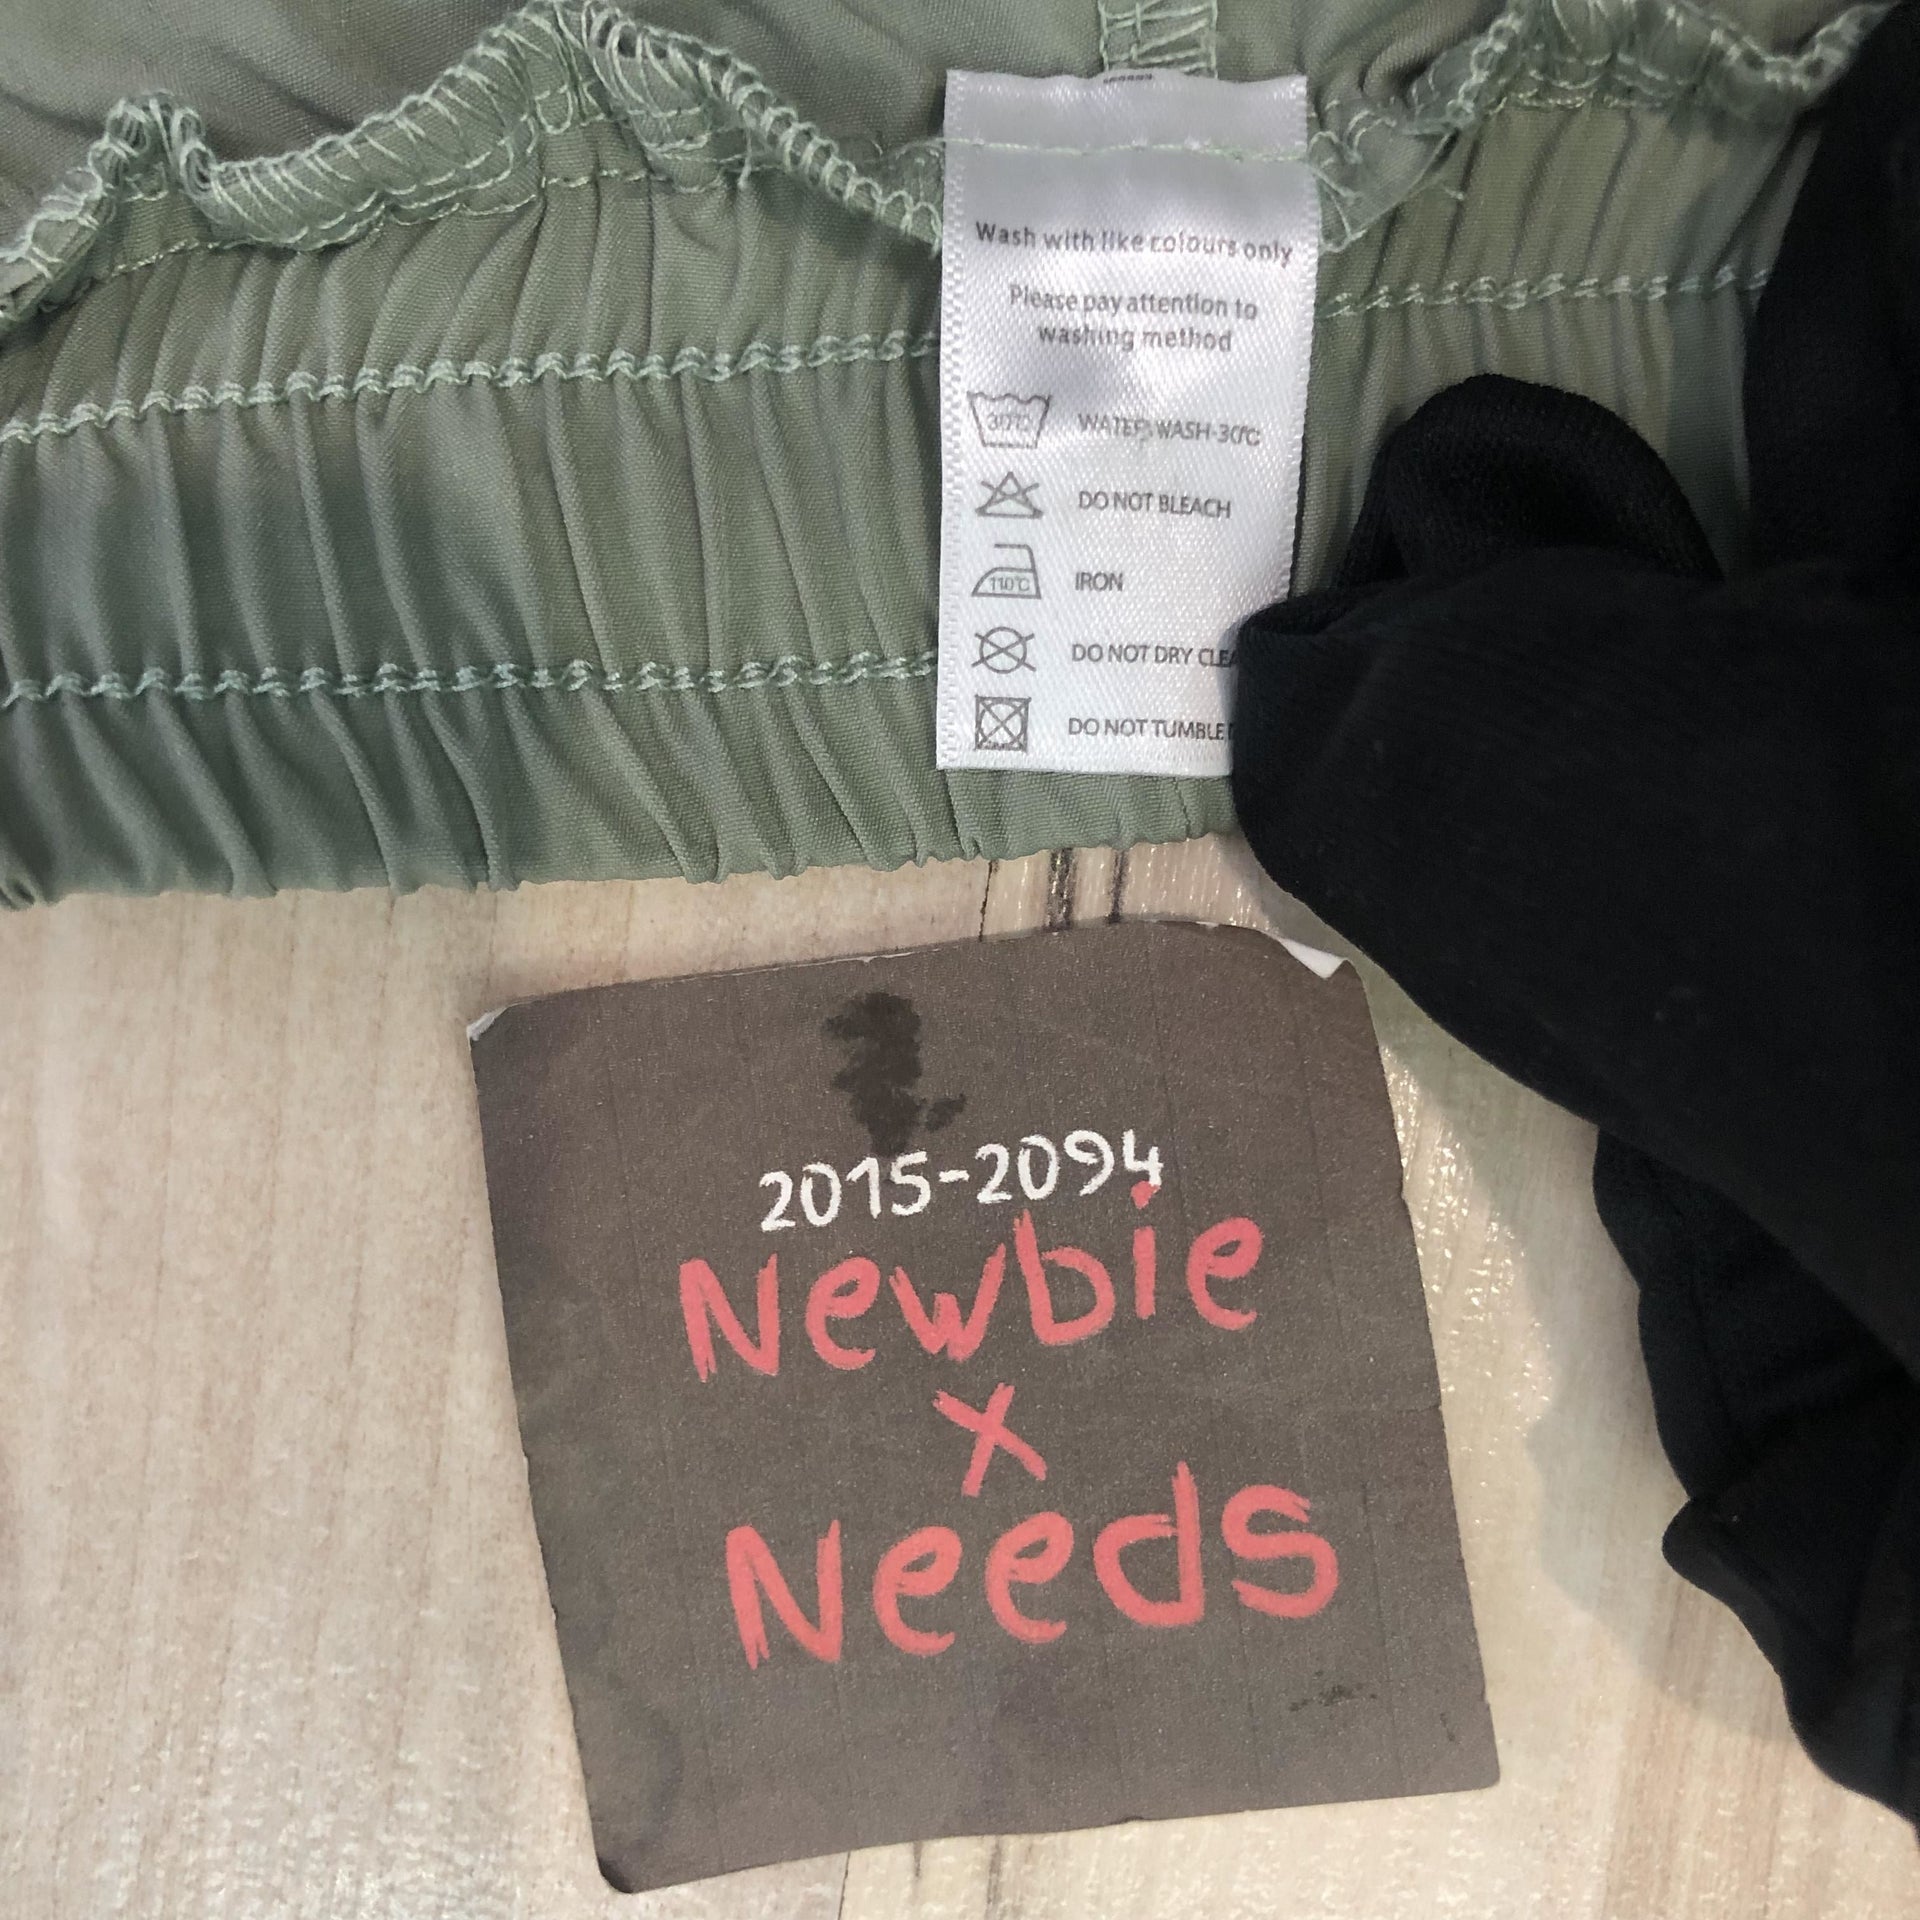 Wash with like colours only
Please pay attention to
washing method
30°C WATER WASH-30℃
DO NOT BLEACH
110℃ IRON
DO NOT DRY CLEA
DO NOT TUMBLE
2015-2094
Newbie
x
Needs